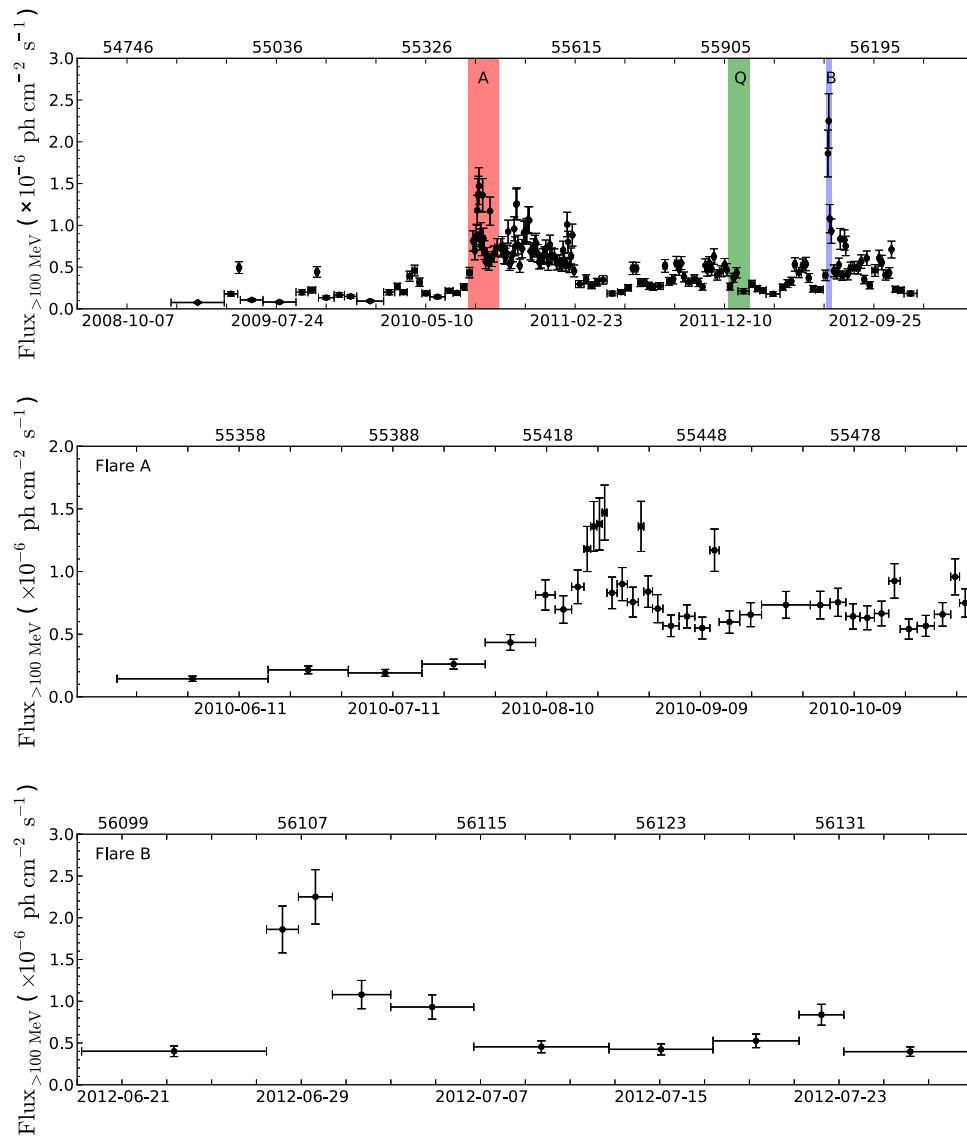 54746 55036 55326 55615 55905 56195
A Q B
3.0
2.5
2.0
1.5
1.0
0.5
0.0
Flux>100 MeV ( ×10⁻⁶ ph cm⁻² s⁻¹)
2008-10-07 2009-07-24 2010-05-10 2011-02-23 2011-12-10 2012-09-25
55358 55388 55418 55448 55478
Flare A
2.0
1.5
1.0
0.5
0.0
Flux>100 MeV ( ×10⁻⁶ ph cm⁻² s⁻¹)
2010-06-11 2010-07-11 2010-08-10 2010-09-09 2010-10-09
56099 56107 56115 56123 56131
Flare B
3.0
2.5
2.0
1.5
1.0
0.5
0.0
Flux>100 MeV ( ×10⁻⁶ ph cm⁻² s⁻¹)
2012-06-21 2012-06-29 2012-07-07 2012-07-15 2012-07-23